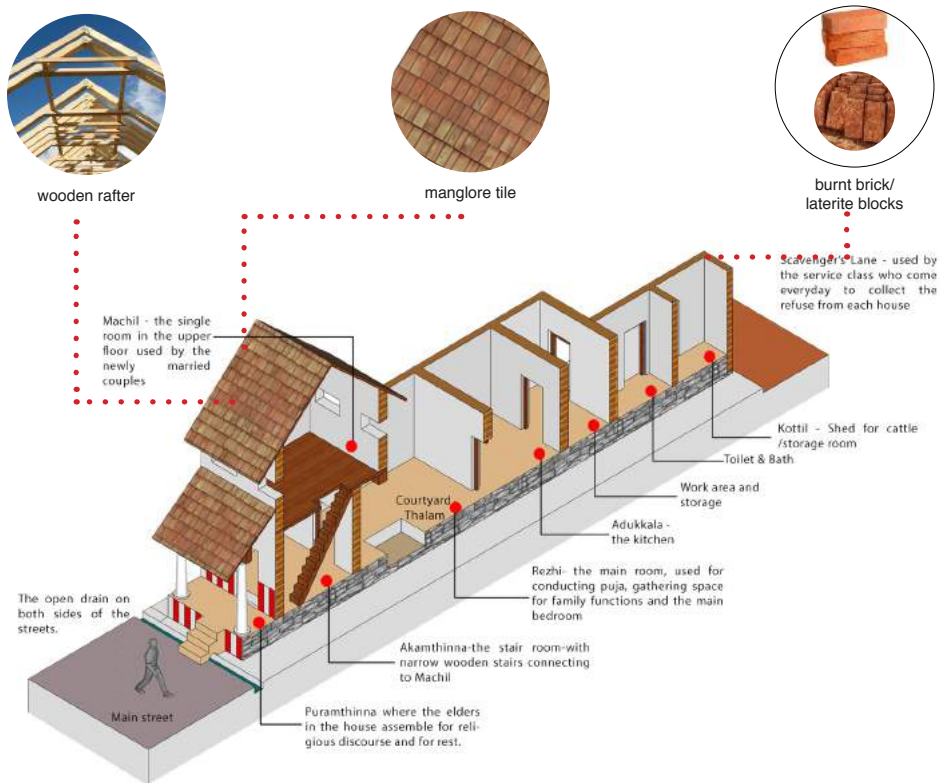 wooden rafter
manglore tile
burnt brick/
laterite blocks
Scavenger's Lane - used by
the service class who come
everyday to collect the
refuse from each house
Machil - the single
room in the upper
floor used by the
newly married
couples
Kottil - Shed for cattle
/storage room
Toilet & Bath
Work area and
storage
Courtyard
Thalam
Adukkala -
the kitchen
Rezhi- the main room, used for
conducting puja, gathering space
for family functions and the main
bedroom
The open drain on
both sides of the
streets.
Akamthinna-the stair room-with
narrow wooden stairs connecting
to Machil
Main street
Puramthinna where the elders
in the house assemble for reli-
gious discourse and for rest.